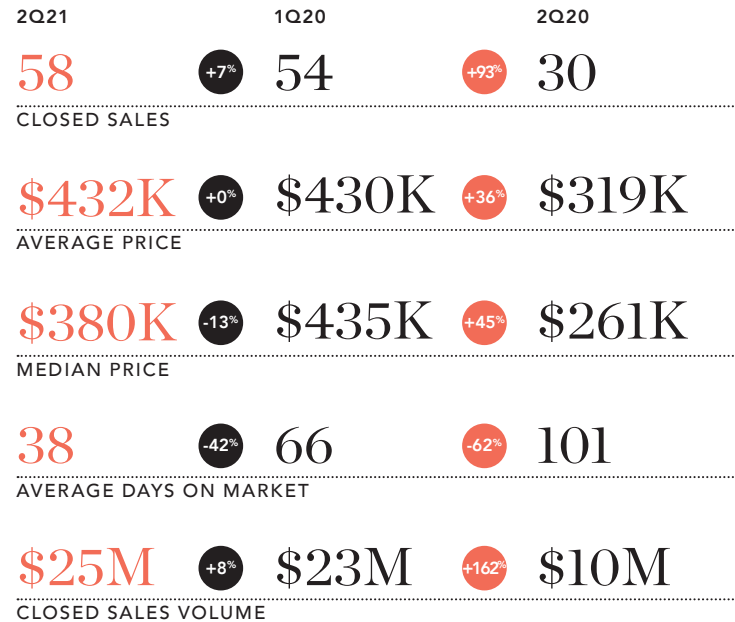 2Q21 1Q20 2Q20
58 +7% 54 +93% 30
CLOSED SALES
$432K +0% $430K +36% $319K
AVERAGE PRICE
$380K -13% $435K +45% $261K
MEDIAN PRICE
38 -42% 66 -62% 101
AVERAGE DAYS ON MARKET
$25M +8% $23M +162% $10M
CLOSED SALES VOLUME